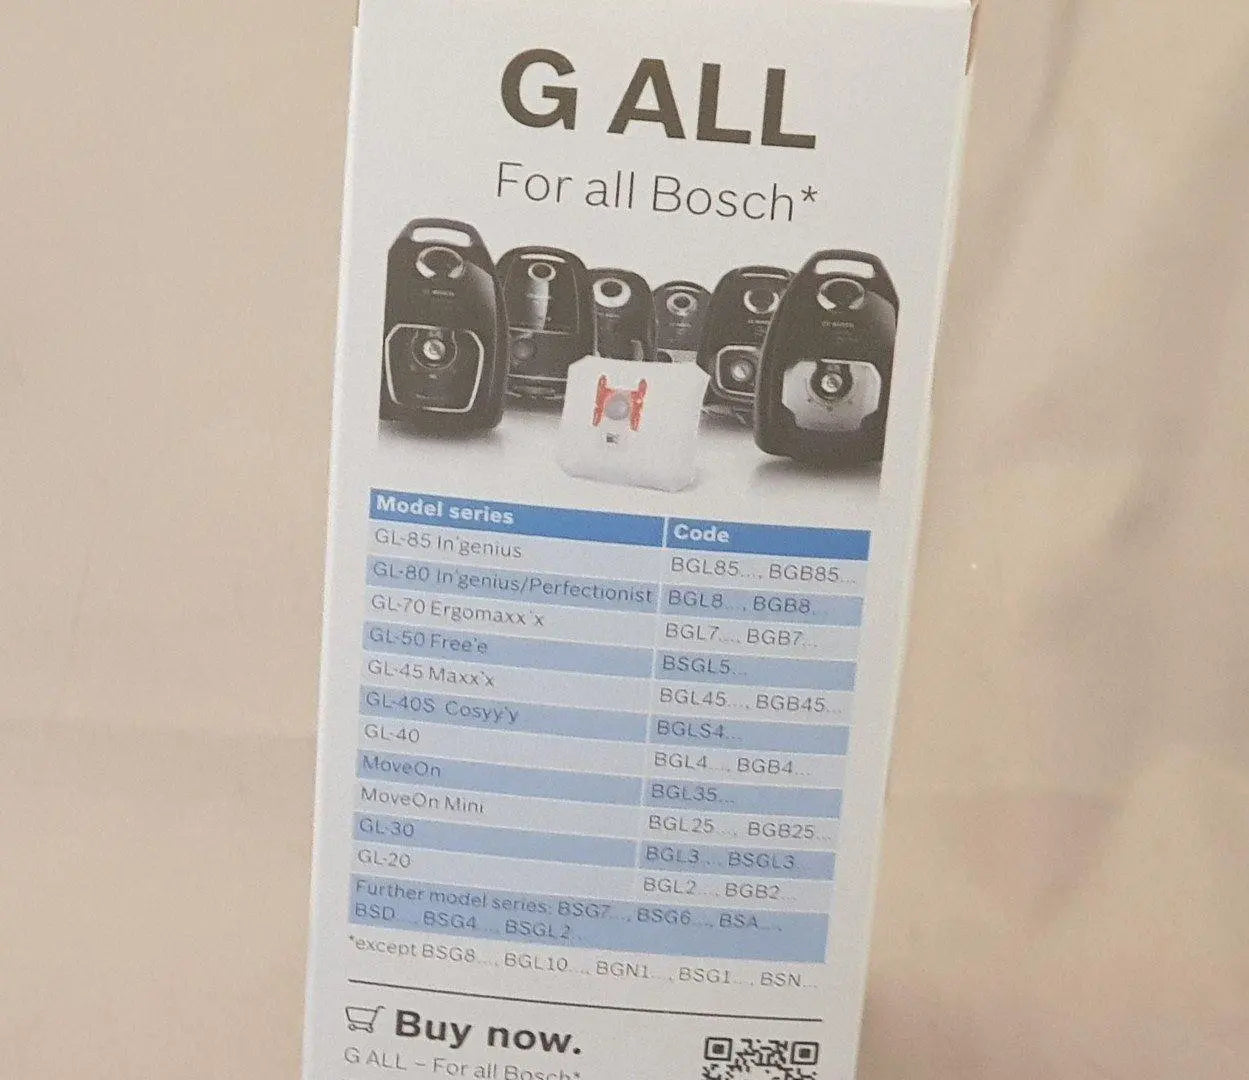 G ALL
For all Bosch*
Model series Code
GL-85 In'genius BGL85..., BGB85...
GL-80 In'genius/Perfectionist BGL8..., BGB8...
GL-70 Ergomaxx'x BGL7..., BGB7...
GL-50 Free'e BSGL5...
GL-45 Maxx'x BGL45..., BGB45...
GL-40S Cosyy'y BGLS4...
GL-40 BGL4..., BGB4...
MoveOn BGL35...
MoveOn Mini BGL25..., BGB25...
GL-30 BGL3..., BSGL3...
GL-20 BGL2..., BGB2...
Further model series: BSG7..., BSG6..., BSA...,
BSD..., BSG4..., BSGL2...
*except BSG8..., BGL10..., BGN1..., BSG1..., BSN...
Buy now.
G ALL – For all Bosch*